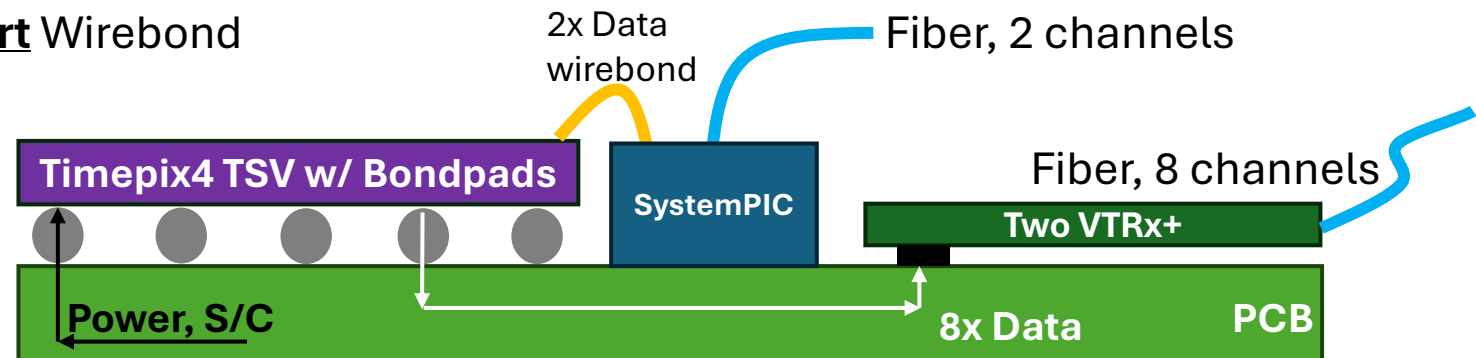 rt Wirebond
2x Data
wirebond
Fiber, 2 channels
Timepix4 TSV w/ Bondpads
SystemPIC
Fiber, 8 channels
Two VTRx+
Power, S/C
8x Data
PCB